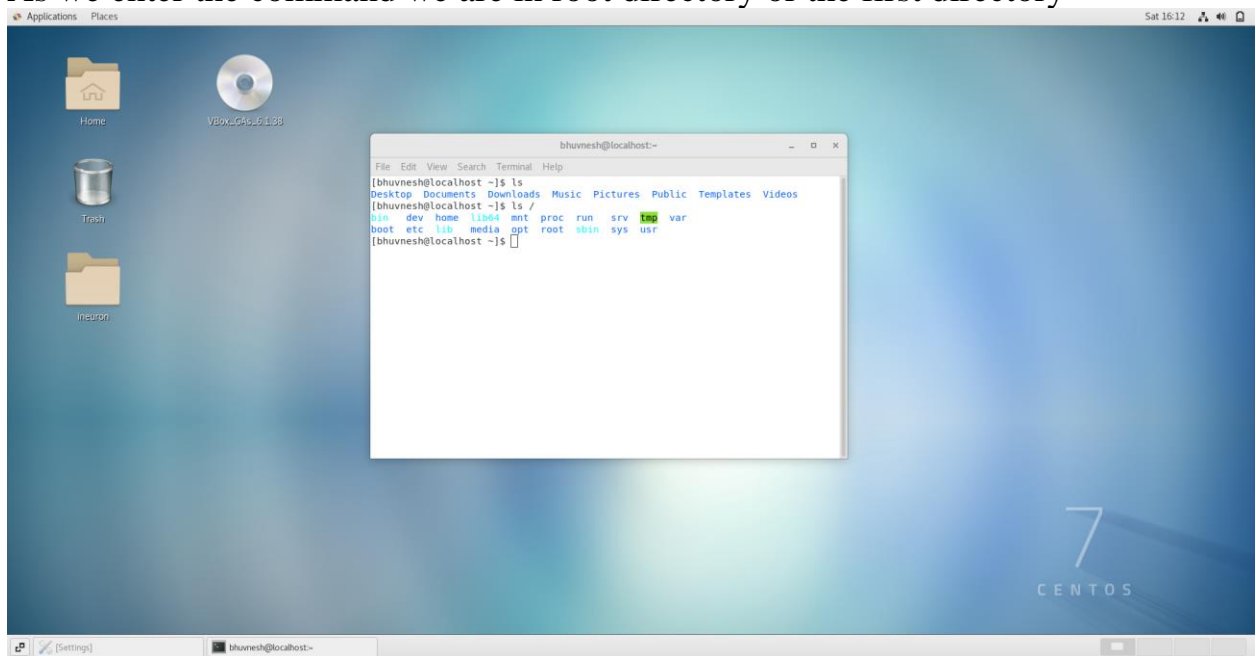 As we enter the command we are in root directory or the first directory
Applications Places Sat 16:12
Home
VBox_GAs_6.1.38
Trash
ineuron
bhuvnesh@localhost:~
File Edit View Search Terminal Help
[bhuvnesh@localhost ~]$ ls
Desktop Documents Downloads Music Pictures Public Templates Videos
[bhuvnesh@localhost ~]$ ls /
bin dev home lib64 mnt proc run srv tmp var
boot etc lib media opt root sbin sys usr
[bhuvnesh@localhost ~]$
7
CENTOS
[Settings] bhuvnesh@localhost:~